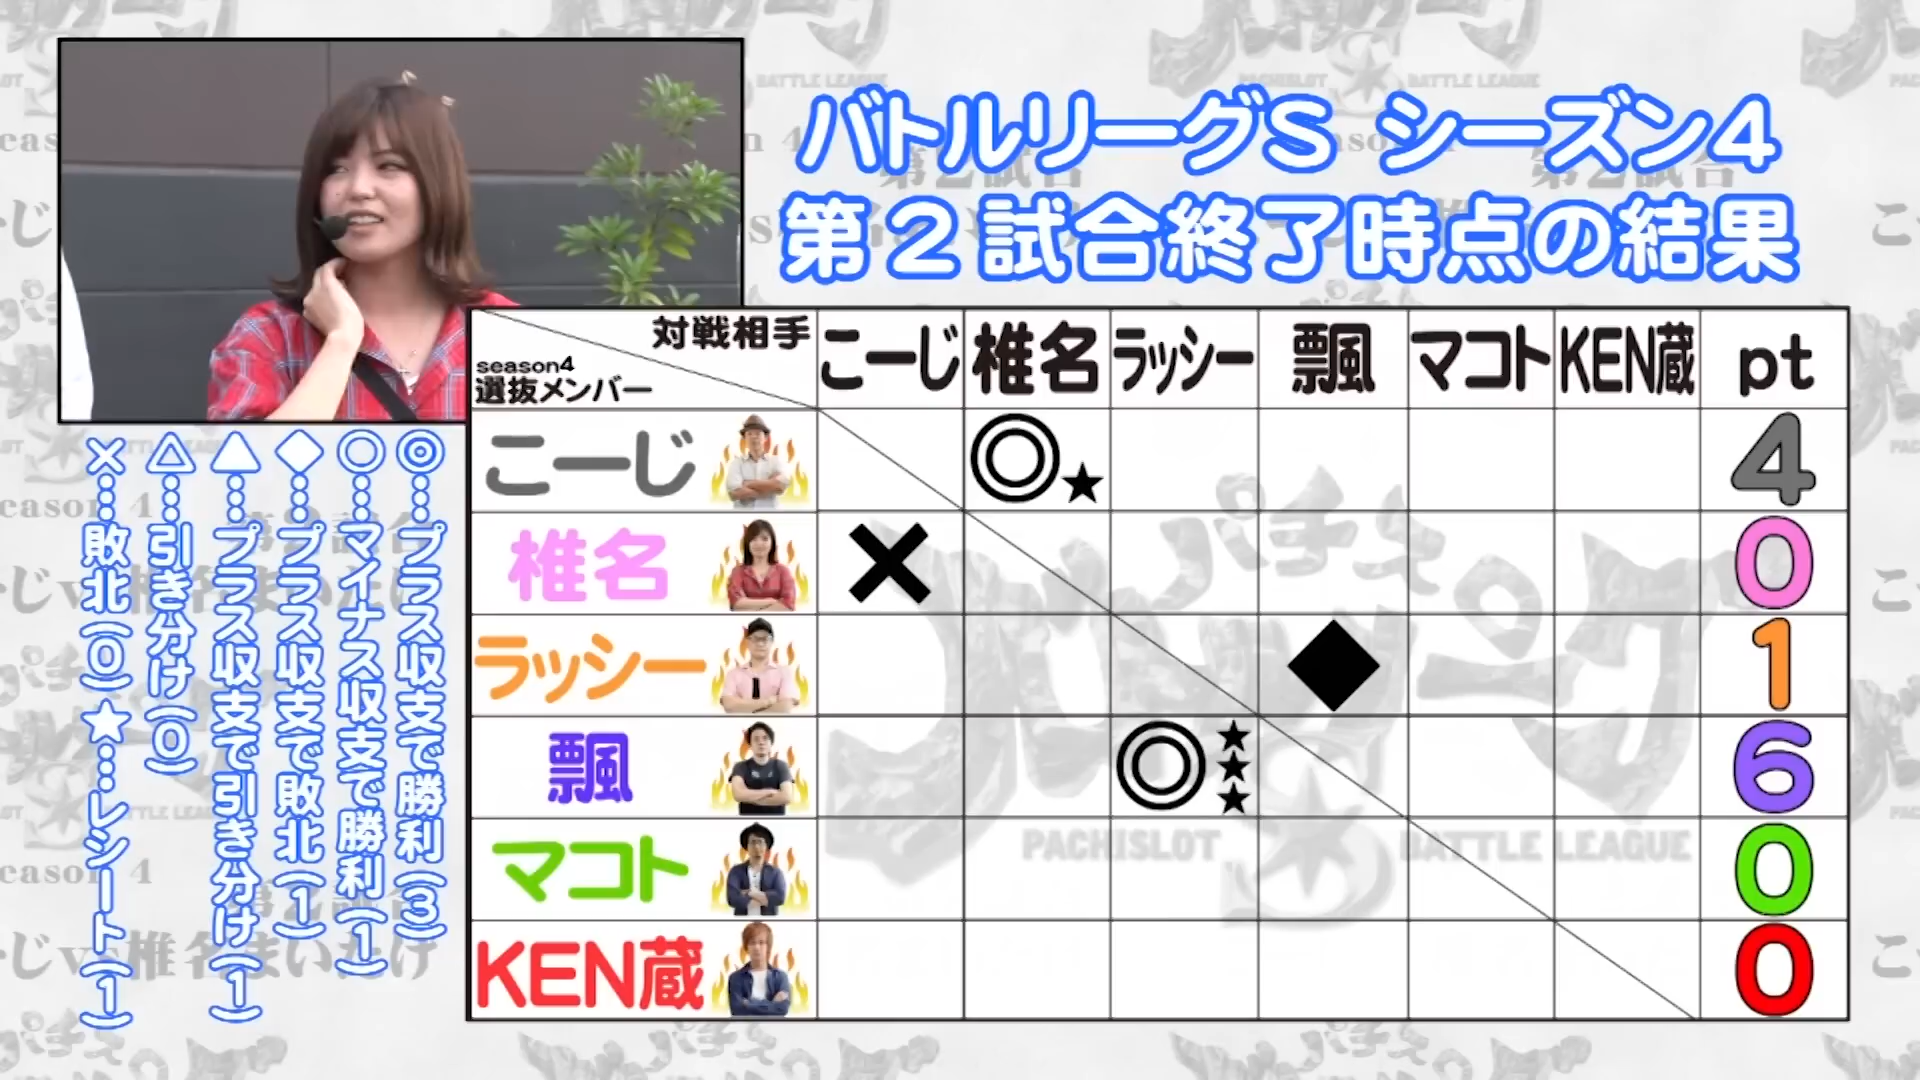 バトルリーグS シーズン4
第2試合終了時点の結果
対戦相手
season4
選抜メンバー
こーじ 椎名 ラッシー 飄 マコト KEN蔵 pt
こーじ ◎★ 4
椎名 × 0
ラッシー ◆ 1
飄 ◎★★★ 6
マコト 0
KEN蔵 0
◎…プラス収支で勝利(3)
○…マイナス収支で勝利(1)
◆…プラス収支で敗北(1)
▲…プラス収支で引き分け(1)
△…引き分け(0)
×…敗北(0) ★…レシート(1)
PACHISLOT BATTLE LEAGUE